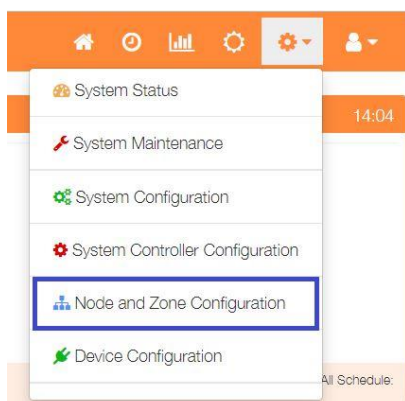 System Status
14:04
System Maintenance
System Configuration
System Controller Configuration
Node and Zone Configuration
Device Configuration
All Schedule: